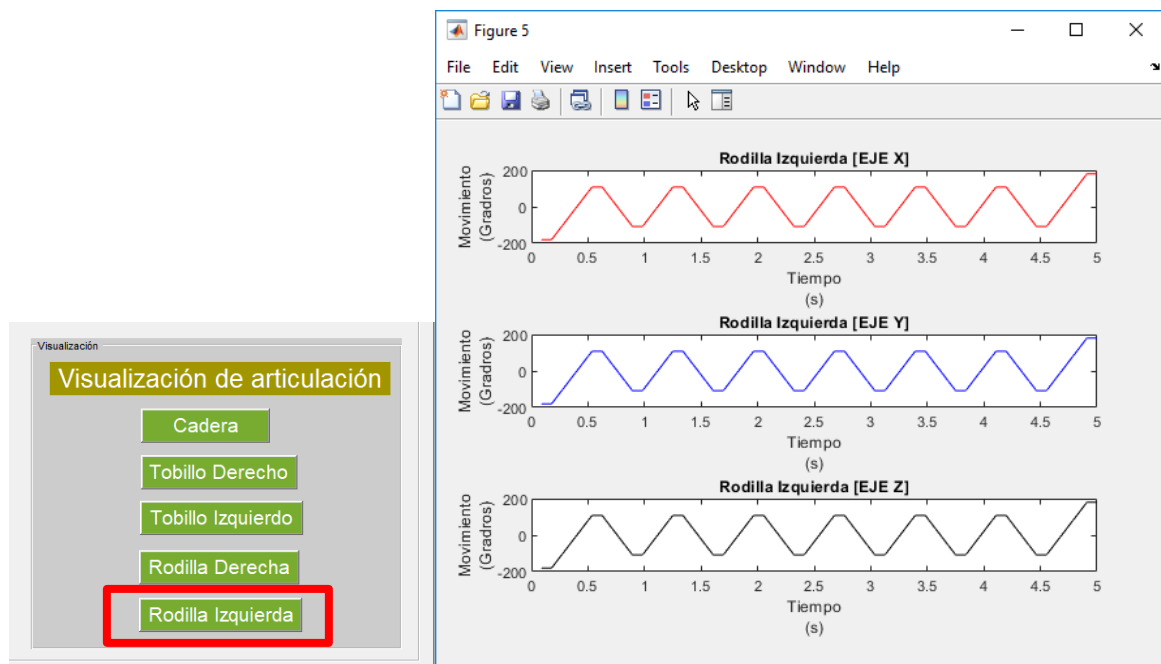 Visualización
Visualización de articulación
Cadera
Tobillo Derecho
Tobillo Izquierdo
Rodilla Derecha
Rodilla Izquierda
Figure 5
File Edit View Insert Tools Desktop Window Help
Rodilla Izquierda [EJE X]
Movimiento
(Gradros)
200
0
-200
0 0.5 1 1.5 2 2.5 3 3.5 4 4.5 5
Tiempo
(s)
Rodilla Izquierda [EJE Y]
Movimiento
(Gradros)
200
0
-200
0 0.5 1 1.5 2 2.5 3 3.5 4 4.5 5
Tiempo
(s)
Rodilla Izquierda [EJE Z]
Movimiento
(Gradros)
200
0
-200
0 0.5 1 1.5 2 2.5 3 3.5 4 4.5 5
Tiempo
(s)